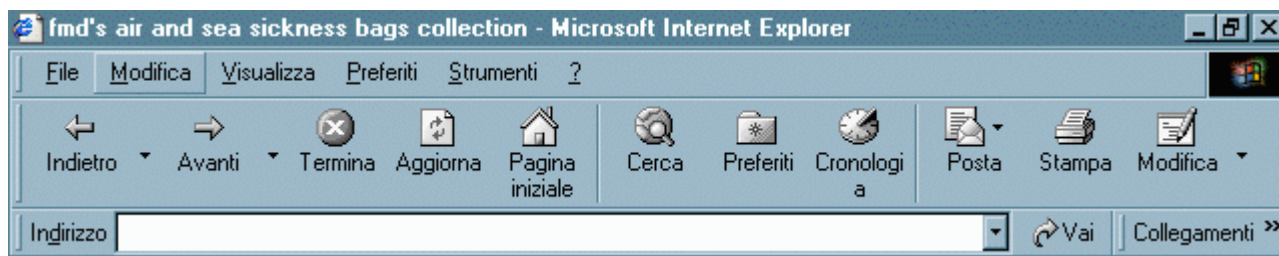 fmd's air and sea sickness bags collection - Microsoft Internet Explorer
File Modifica Visualizza Preferiti Strumenti ?
Indietro Avanti Termina Aggiorna Pagina iniziale Cerca Preferiti Cronologia Posta Stampa Modifica
Indirizzo Vai Collegamenti »